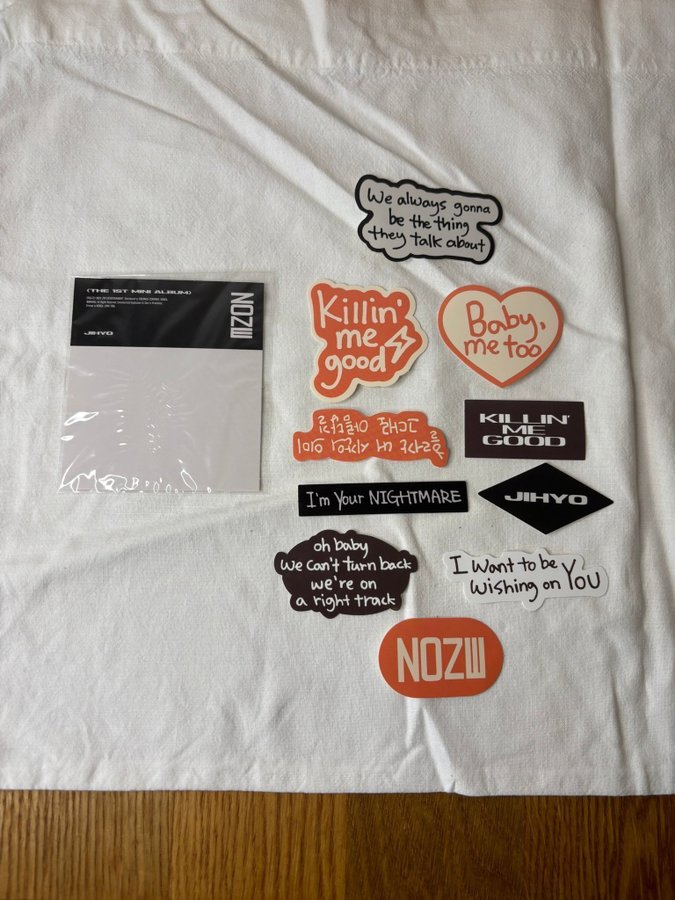 We always gonna
be the thing
they talk about
(THE 1ST MINI ALBUM)
JIHYO
ZONE
Killin'
me
good
Baby,
me too
KILLIN'
ME
GOOD
I'm Your NIGHTMARE
JIHYO
oh baby
we can't turn back
we're on
a right track
I want to be
wishing on YOU
ZONE